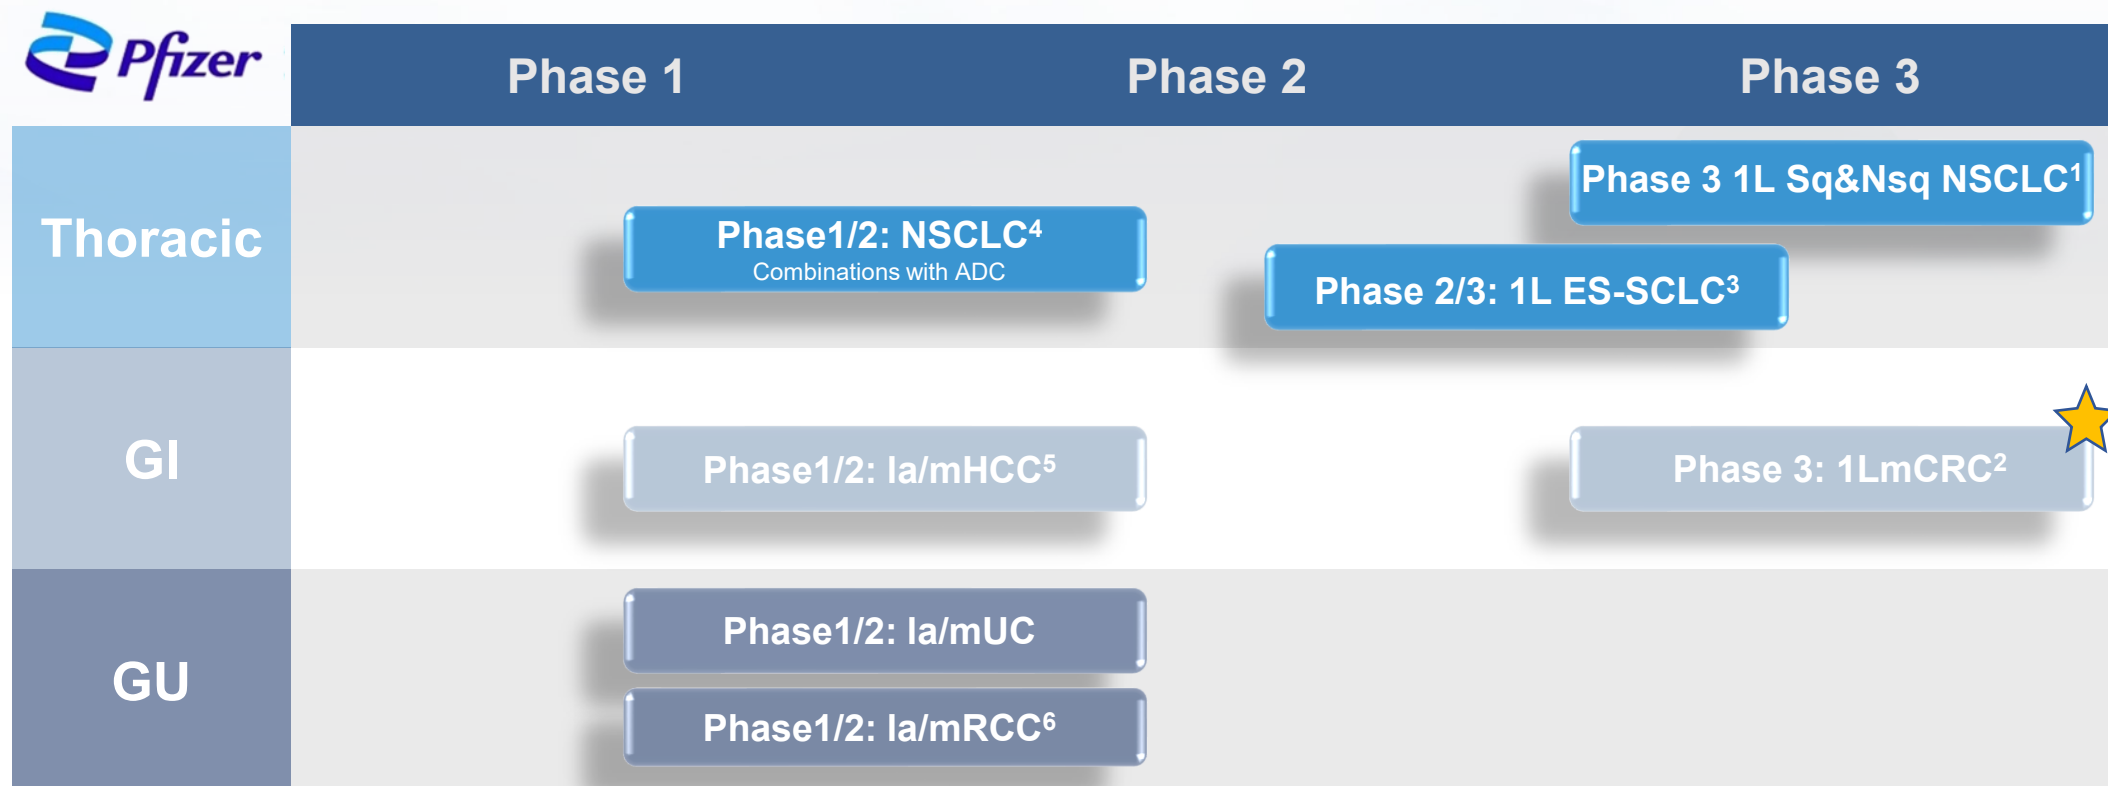 Pfizer
Phase 1
Phase 2
Phase 3
Thoracic
Phase 3 1L Sq&Nsq NSCLC¹
Phase1/2: NSCLC⁴
Combinations with ADC
Phase 2/3: 1L ES-SCLC³
GI
Phase1/2: la/mHCC⁵
Phase 3: 1LmCRC²
GU
Phase1/2: la/mUC
Phase1/2: la/mRCC⁶